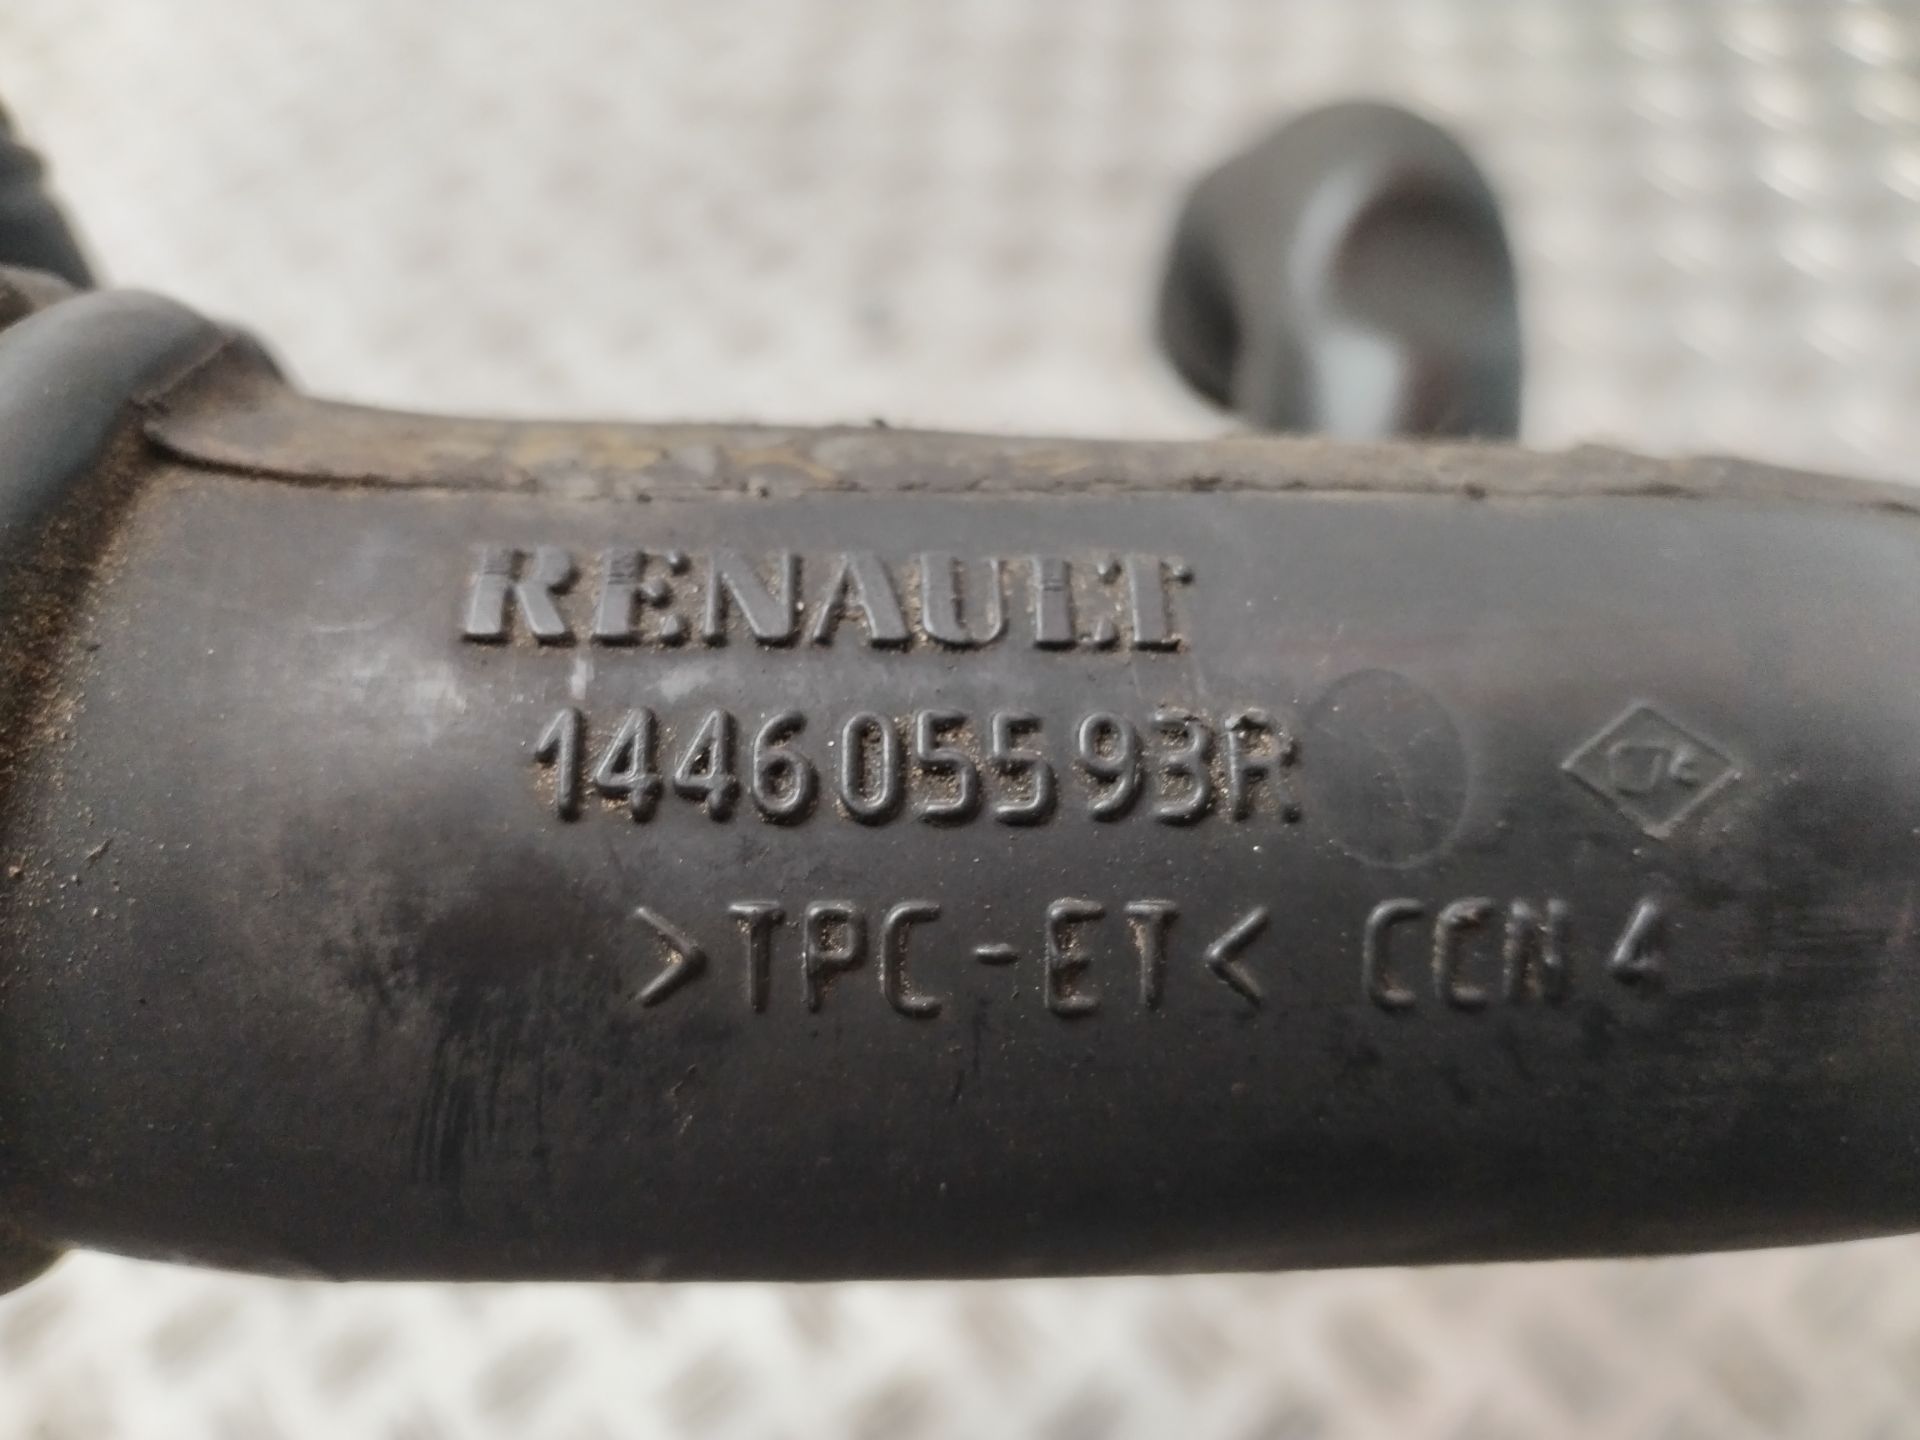 RENAULT
144605593R
>TPC-ET< CCN 4